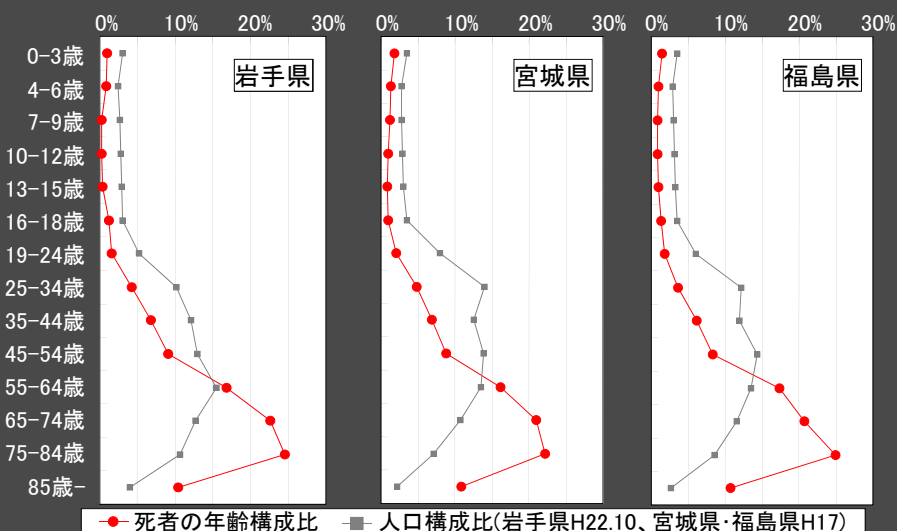 0% 10% 20% 30% 0% 10% 20% 30% 0% 10% 20% 30%
岩手県 宮城県 福島県
0-3歳
4-6歳
7-9歳
10-12歳
13-15歳
16-18歳
19-24歳
25-34歳
35-44歳
45-54歳
55-64歳
65-74歳
75-84歳
85歳-
死者の年齢構成比 人口構成比(岩手県H22.10、宮城県・福島県H17)